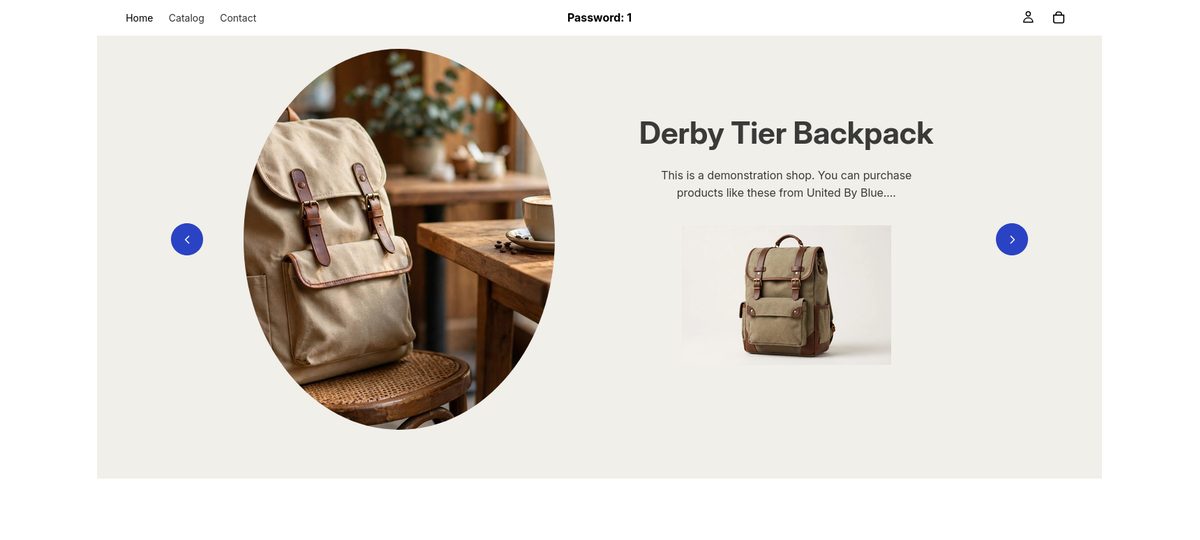 Home Catalog Contact Password: 1
Derby Tier Backpack
This is a demonstration shop. You can purchase
products like these from United By Blue....